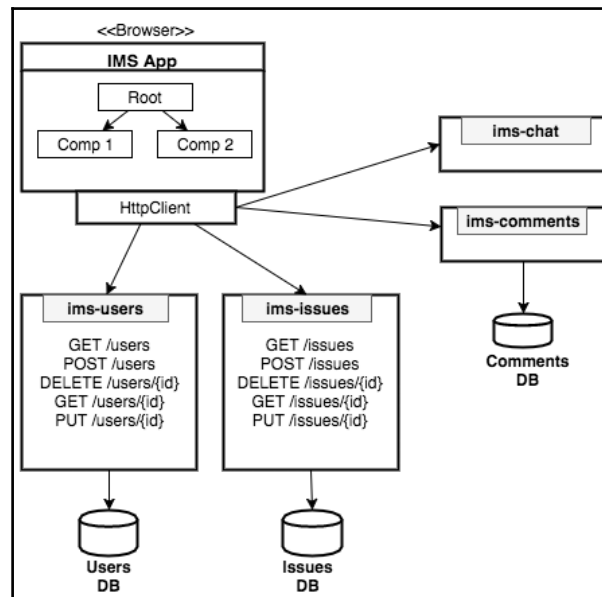 <<Browser>>
IMS App
Root
Comp 1
Comp 2
HttpClient
ims-chat
ims-comments
Comments
DB
ims-users
GET /users
POST /users
DELETE /users/{id}
GET /users/{id}
PUT /users/{id}
ims-issues
GET /issues
POST /issues
DELETE /issues/{id}
GET /issues/{id}
PUT /issues/{id}
Users
DB
Issues
DB